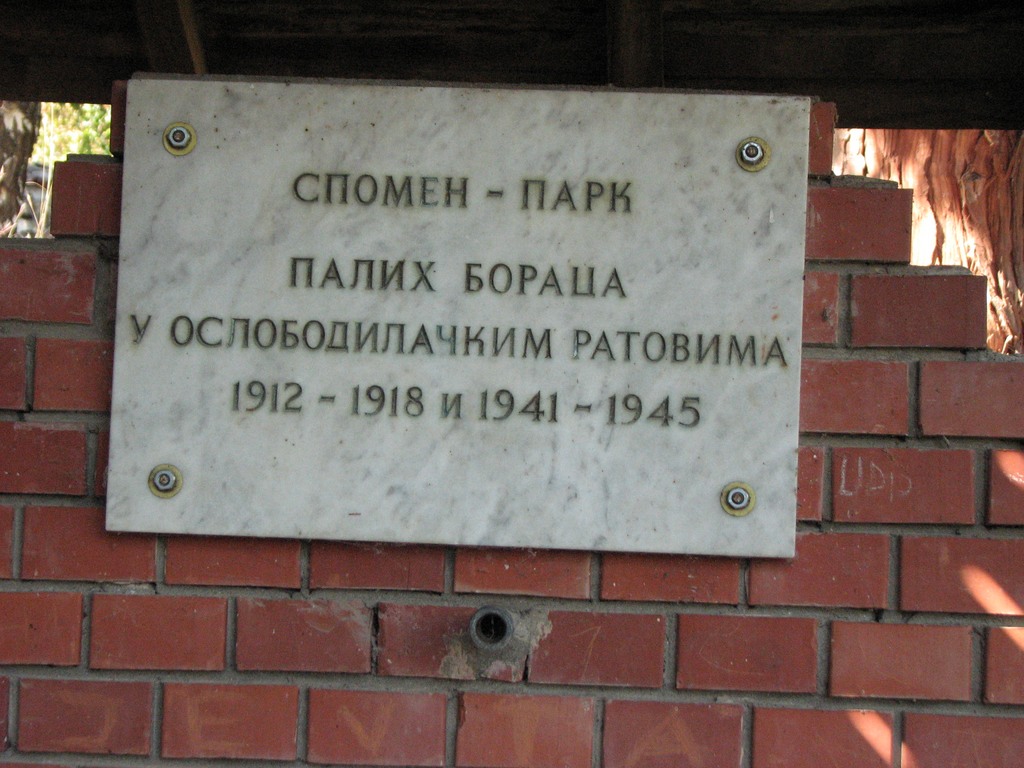 СПОМЕН - ПАРК
ПАЛИХ БОРАЦА
У ОСЛОБОДИЛАЧКИМ РАТОВИМА
1912 - 1918 и 1941 - 1945